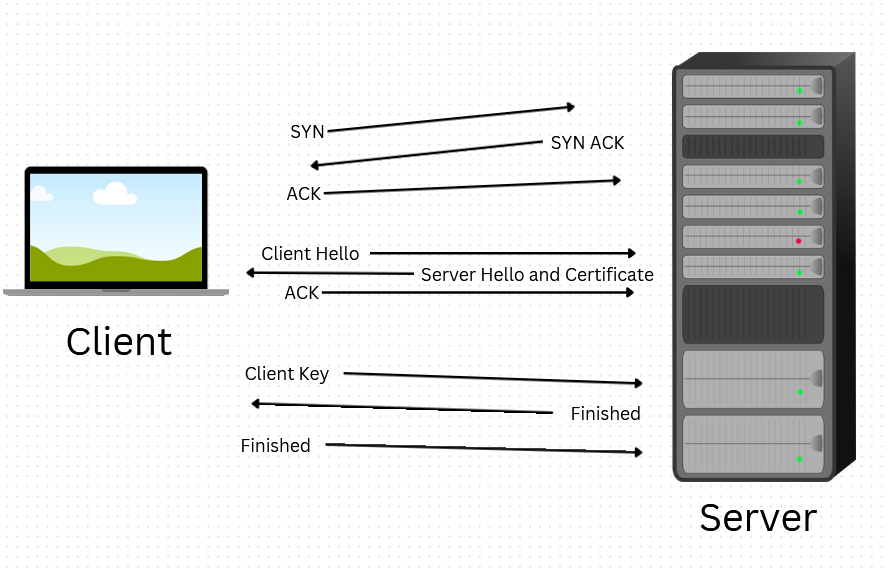 SYN
SYN ACK
ACK
Client Hello
Server Hello and Certificate
ACK
Client
Client Key
Finished
Finished
Server